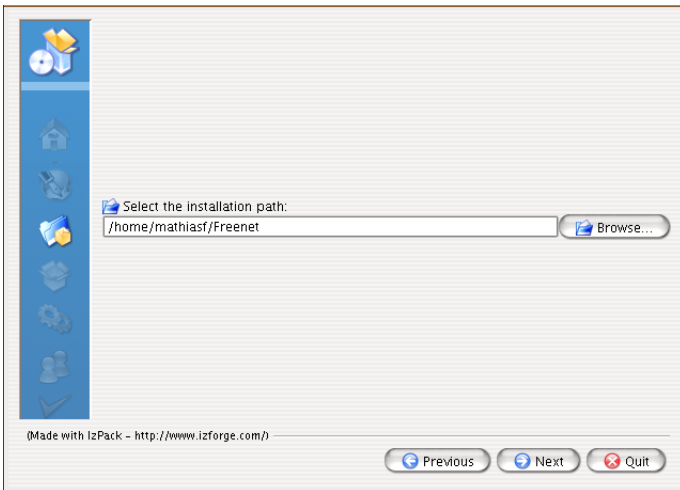 Select the installation path:
/home/mathiasf/Freenet
Browse...
(Made with IzPack - http://www.izforge.com/)
Previous
Next
Quit